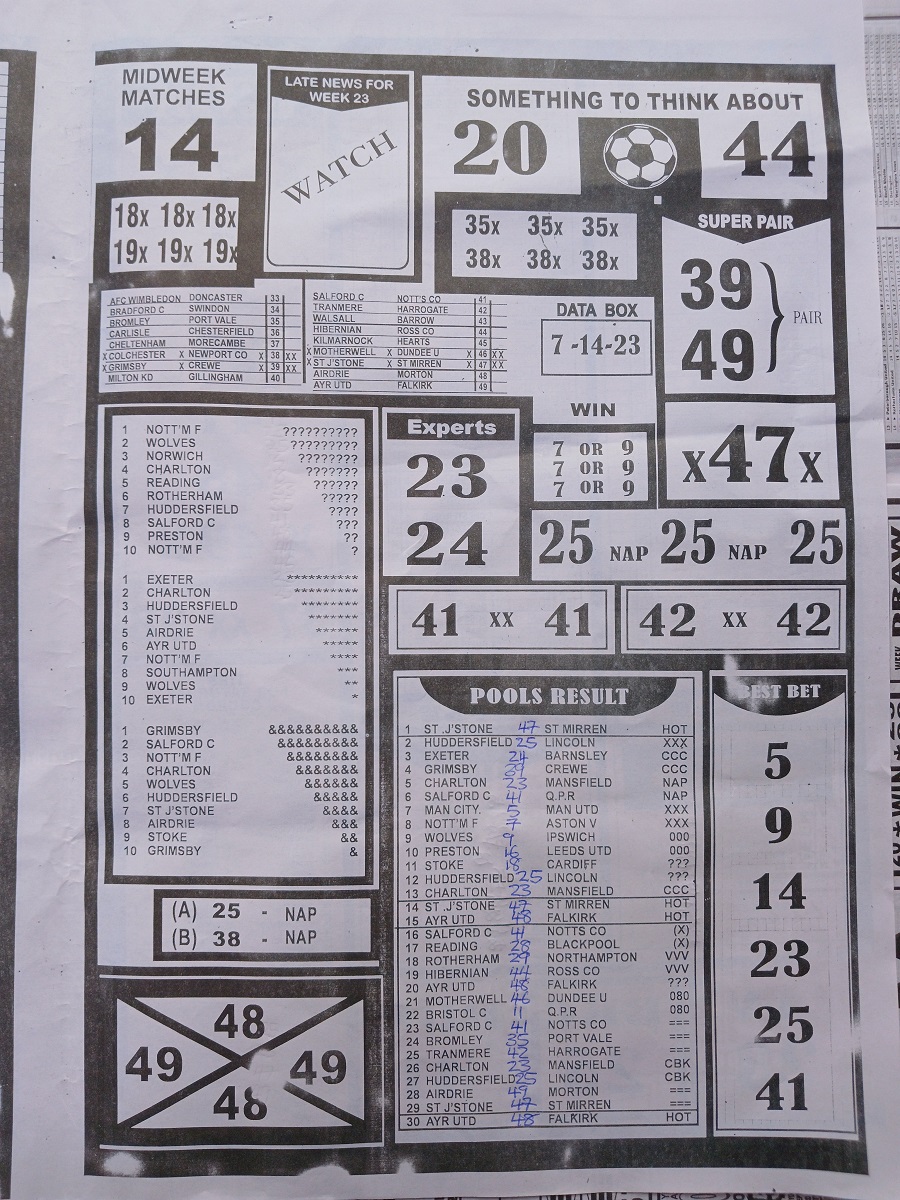 MIDWEEK
MATCHES
14
18x 18x 18x
19x 19x 19x
LATE NEWS FOR
WEEK 23
WATCH
SOMETHING TO THINK ABOUT
20 44
35x 35x 35x
38x 38x 38x
SUPER PAIR
39
49
PAIR
AFC WIMBLEDON DONCASTER 33
BRADFORD C SWINDON 34
BROMLEY PORT VALE 35
CARLISLE CHESTERFIELD 36
CHELTENHAM MORECAMBE 37
X COLCHESTER X NEWPORT CO X 38 XX
X GRIMSBY X CREWE X 39 XX
MILTON KD GILLINGHAM 40
SALFORD C NOTT'S CO 41
TRANMERE HARROGATE 42
WALSALL BARROW 43
HIBERNIAN ROSS CO 44
KILMARNOCK HEARTS 45
X MOTHERWELL X DUNDEE U X 46 XX
X ST J'STONE X ST MIRREN X 47 XX
AIRDRIE MORTON 48
AYR UTD FALKIRK 49
DATA BOX
7 -14-23
WIN
7 OR 9
7 OR 9
7 OR 9
X47X
1 NOTT'M F ??????????
2 WOLVES ?????????
3 NORWICH ????????
4 CHARLTON ???????
5 READING ??????
6 ROTHERHAM ?????
7 HUDDERSFIELD ????
8 SALFORD C ???
9 PRESTON ??
10 NOTT'M F ?
1 EXETER **********
2 CHARLTON *********
3 HUDDERSFIELD ********
4 ST J'STONE *******
5 AIRDRIE ******
6 AYR UTD *****
7 NOTT'M F ****
8 SOUTHAMPTON ***
9 WOLVES **
10 EXETER *
1 GRIMSBY &&&&&&&&&&
2 SALFORD C &&&&&&&&&
3 NOTT'M F &&&&&&&&
4 CHARLTON &&&&&&&
5 WOLVES &&&&&&
6 HUDDERSFIELD &&&&&
7 ST J'STONE &&&&
8 AIRDRIE &&&
9 STOKE &&
10 GRIMSBY &
Experts
23
24
25 NAP 25 NAP 25
41 XX 41
42 XX 42
(A) 25 - NAP
(B) 38 - NAP
48
49 49
48
POOLS RESULT
1 ST .J'STONE 47 ST MIRREN HOT
2 HUDDERSFIELD 25 LINCOLN XXX
3 EXETER 24 BARNSLEY CCC
4 GRIMSBY 39 CREWE CCC
5 CHARLTON 23 MANSFIELD NAP
6 SALFORD C 41 Q.P.R NAP
7 MAN CITY. 5 MAN UTD XXX
8 NOTT'M F 7 ASTON V XXX
9 WOLVES 9 IPSWICH 000
10 PRESTON 16 LEEDS UTD 000
11 STOKE 18 CARDIFF ???
12 HUDDERSFIELD 25 LINCOLN ???
13 CHARLTON 23 MANSFIELD CCC
14 ST .J'STONE 47 ST MIRREN HOT
15 AYR UTD 48 FALKIRK HOT
16 SALFORD C 41 NOTTS CO (X)
17 READING 28 BLACKPOOL (X)
18 ROTHERHAM 29 NORTHAMPTON VVV
19 HIBERNIAN 44 ROSS CO VVV
20 AYR UTD 48 FALKIRK ???
21 MOTHERWELL 46 DUNDEE U 080
22 BRISTOL C 11 Q.P.R 080
23 SALFORD C 41 NOTTS CO ===
24 BROMLEY 35 PORT VALE ===
25 TRANMERE 42 HARROGATE ===
26 CHARLTON 23 MANSFIELD CBK
27 HUDDERSFIELD 25 LINCOLN CBK
28 AIRDRIE 49 MORTON ===
29 ST J'STONE 47 ST MIRREN ===
30 AYR UTD 48 FALKIRK HOT
BEST BET
5
9
14
23
25
41